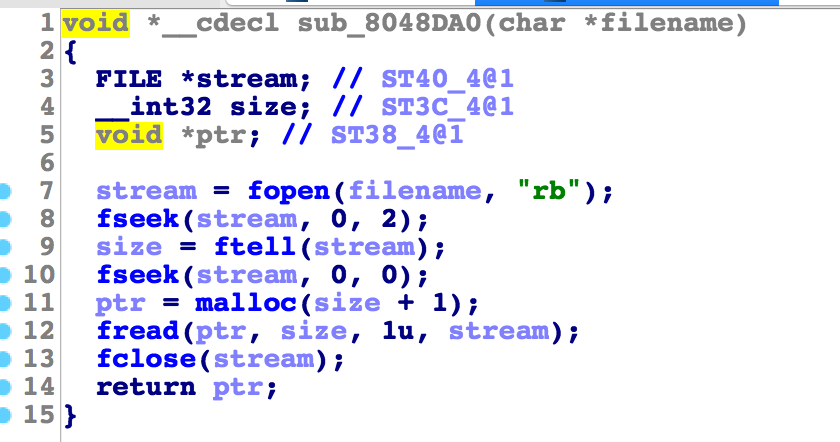 1 void *__cdecl sub_8048DA0(char *filename)
2 {
3 FILE *stream; // ST40_4@1
4 __int32 size; // ST3C_4@1
5 void *ptr; // ST38_4@1
6
7 stream = fopen(filename, "rb");
8 fseek(stream, 0, 2);
9 size = ftell(stream);
10 fseek(stream, 0, 0);
11 ptr = malloc(size + 1);
12 fread(ptr, size, 1u, stream);
13 fclose(stream);
14 return ptr;
15 }